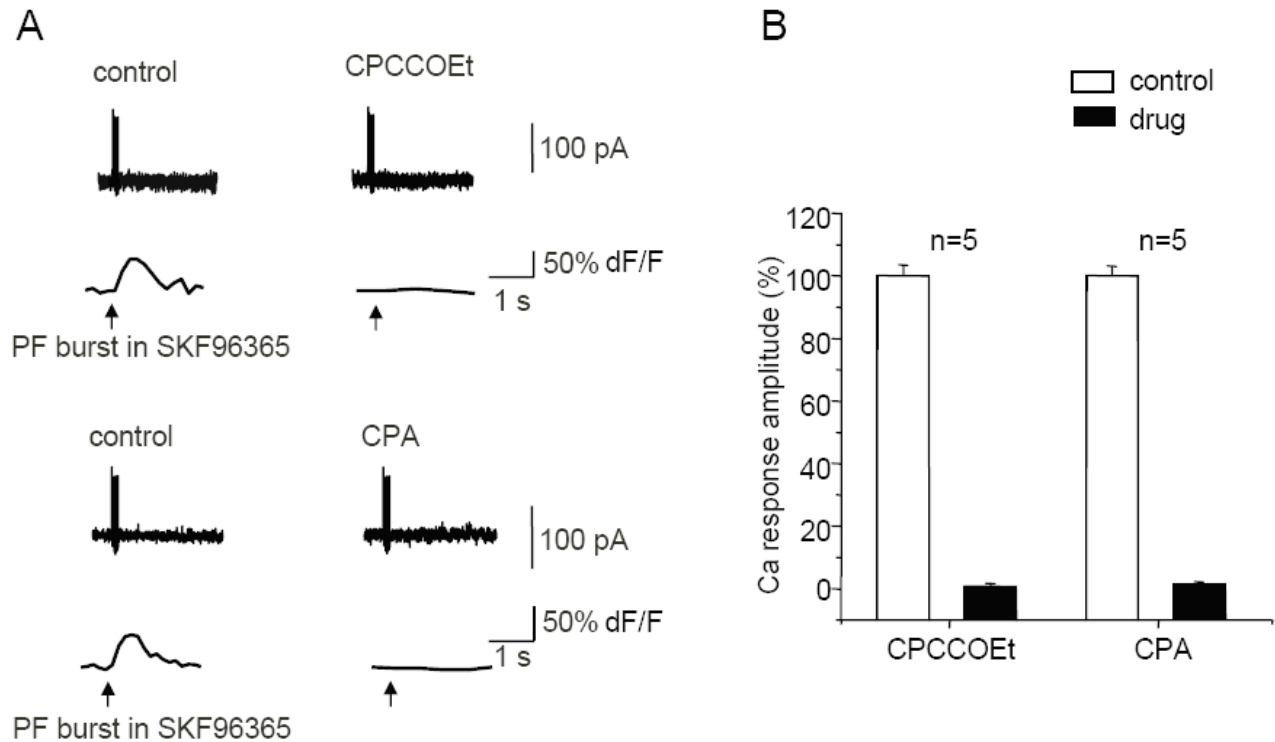 A
control
CPCCOEt
100 pA
50% dF/F
1 s
PF burst in SKF96365
control
CPA
100 pA
50% dF/F
1 s
PF burst in SKF96365
B
control
drug
Ca response amplitude (%)
120
100
80
60
40
20
0
n=5
n=5
CPCCOEt
CPA